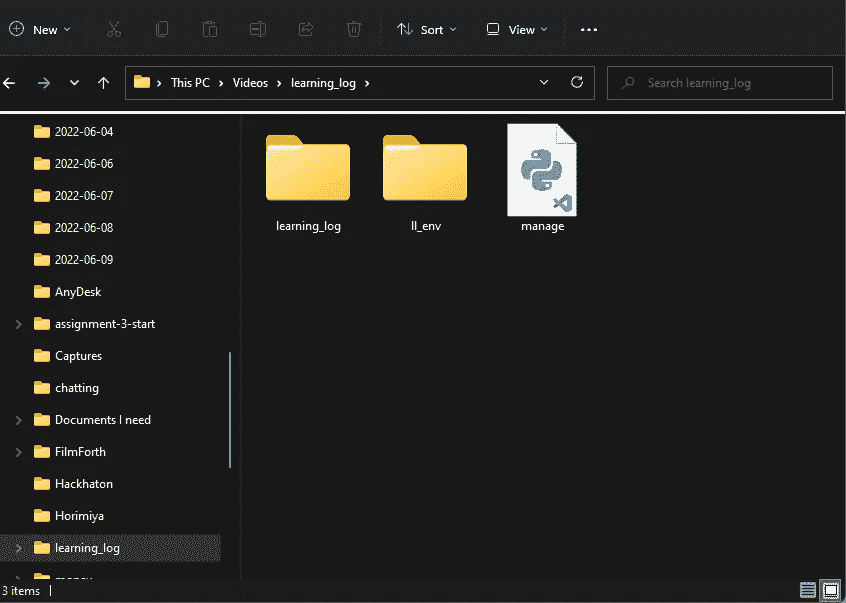 New Sort View
This PC Videos learning_log Search learning_log
2022-06-04
2022-06-06
2022-06-07
2022-06-08
2022-06-09
AnyDesk
assignment-3-start
Captures
chatting
Documents I need
FilmForth
Hackhaton
Horimiya
learning_log
learning_log ll_env manage
3 items